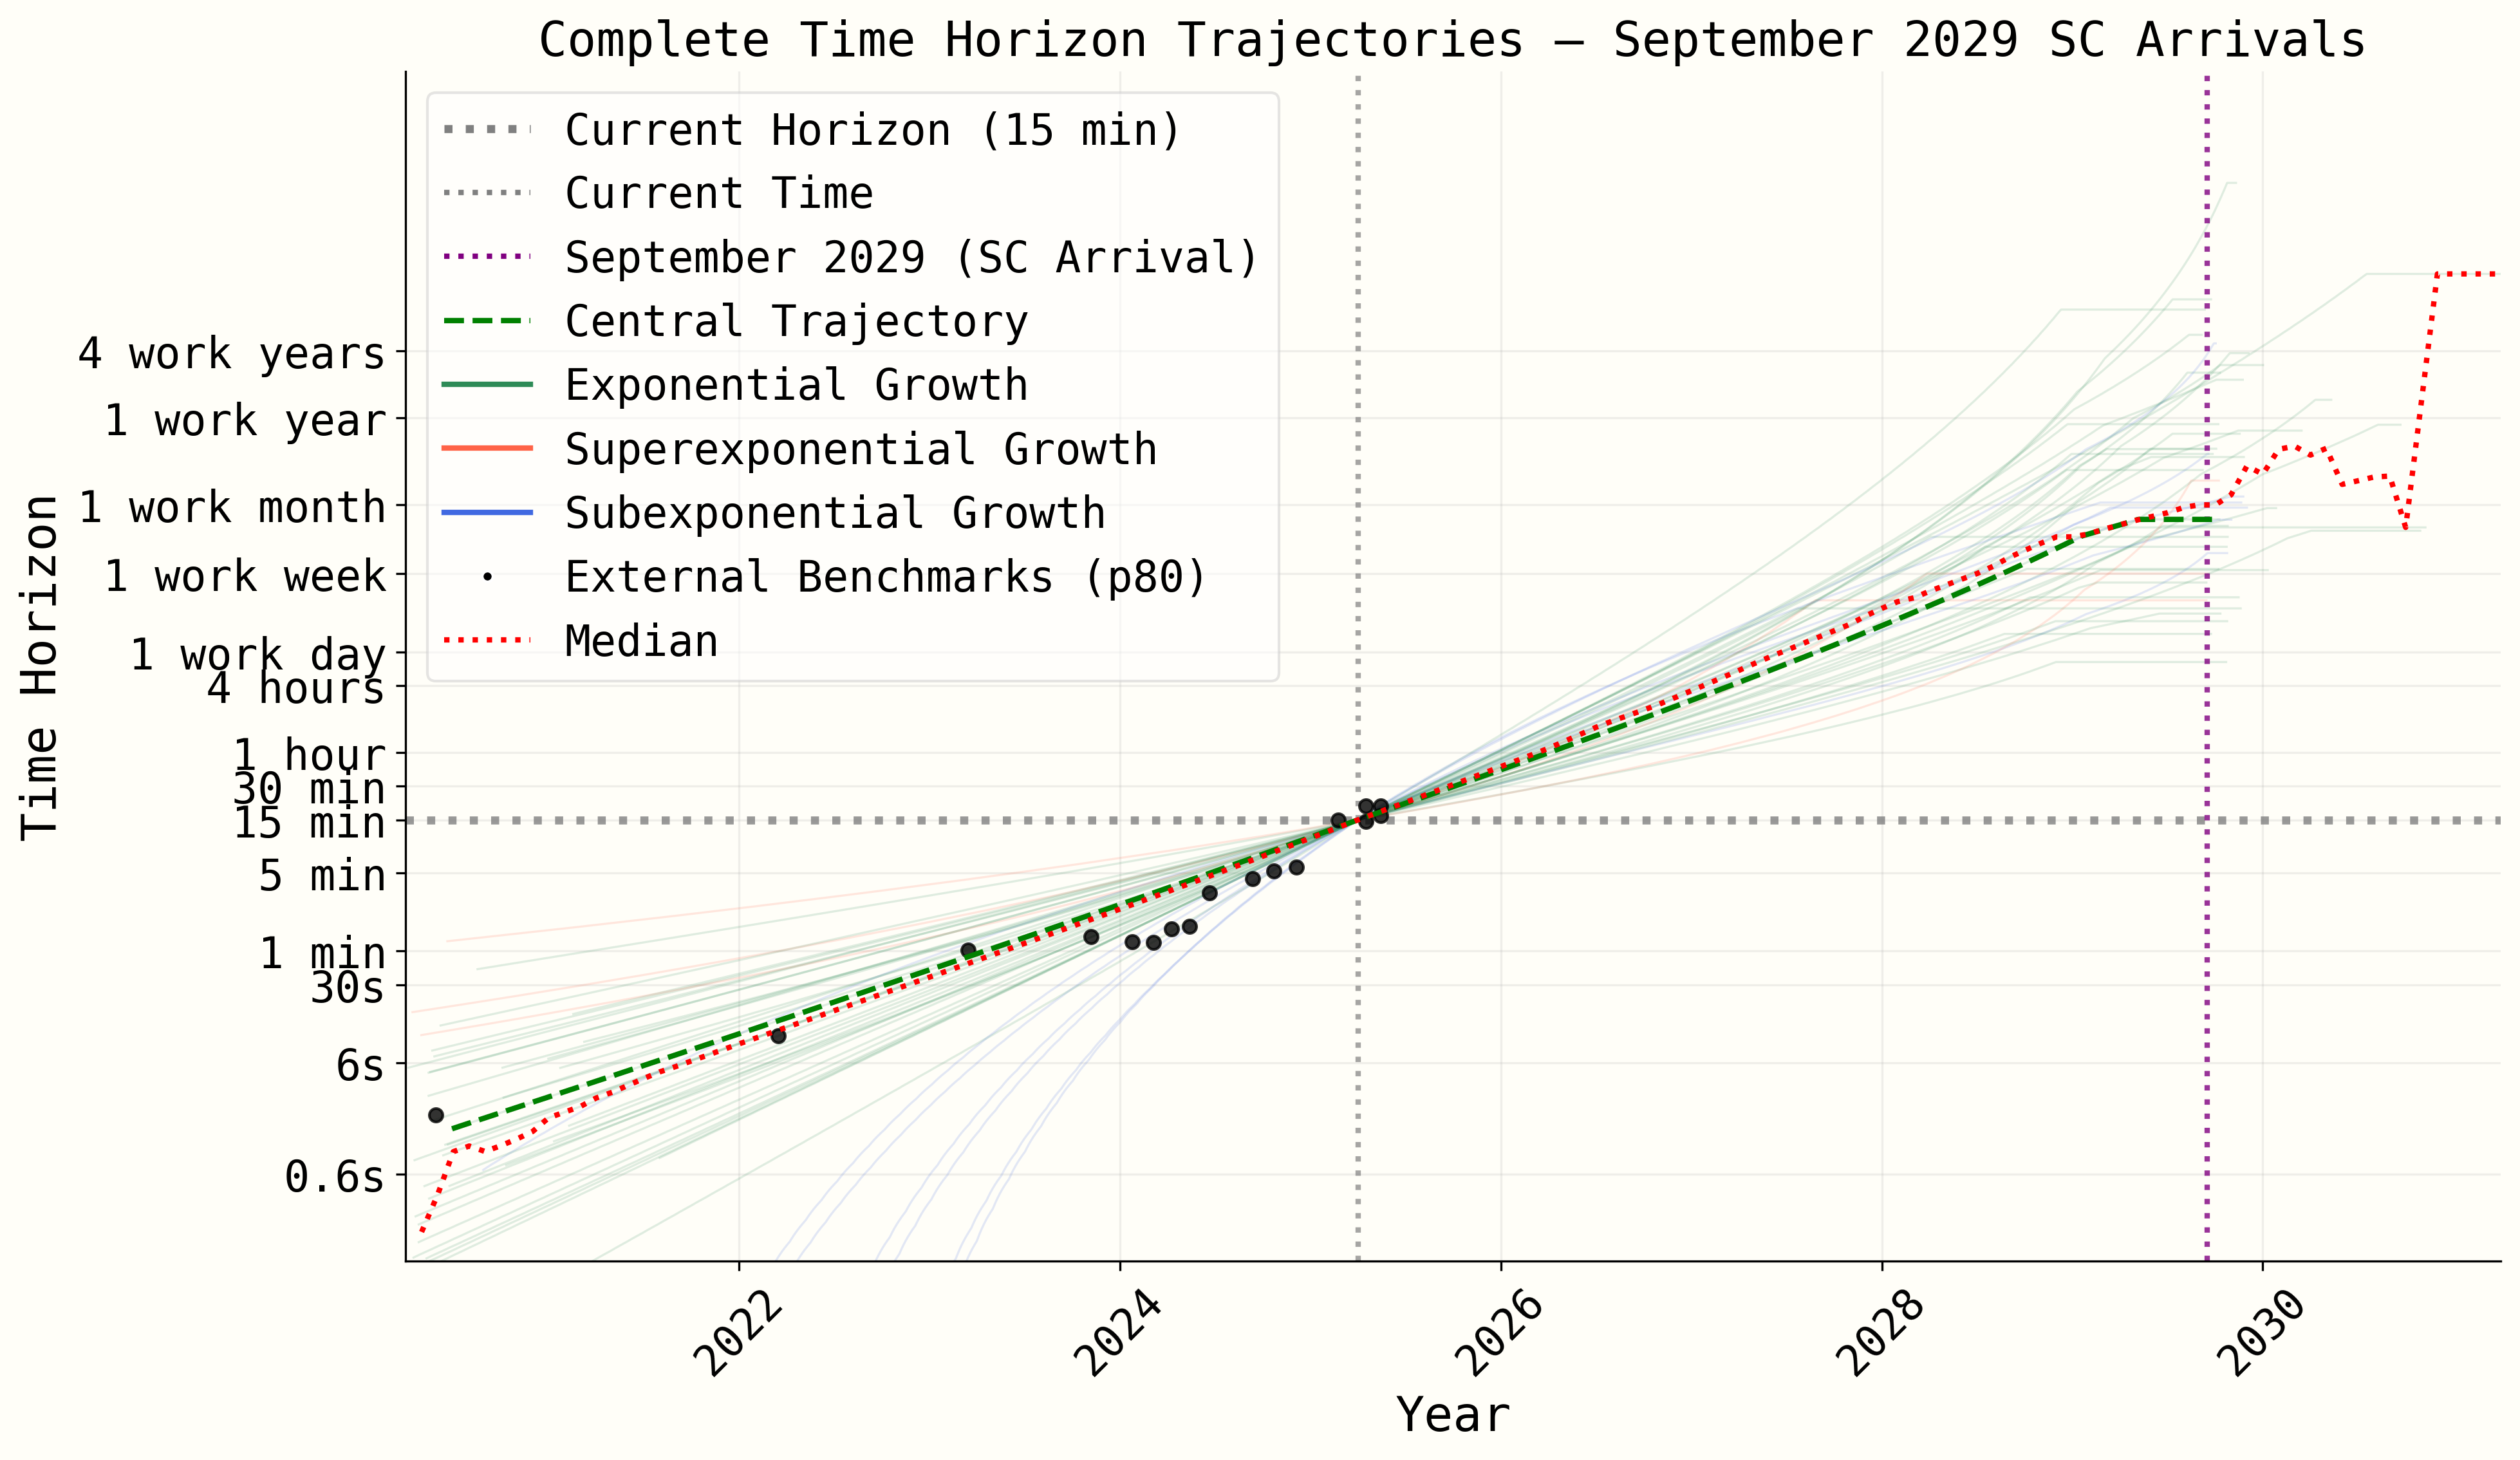 Complete Time Horizon Trajectories — September 2029 SC Arrivals
Current Horizon (15 min)
Current Time
September 2029 (SC Arrival)
Central Trajectory
Exponential Growth
Superexponential Growth
Subexponential Growth
External Benchmarks (p80)
Median
Time Horizon
4 work years
1 work year
1 work month
1 work week
1 work day
4 hours
1 hour
30 min
15 min
5 min
1 min
30s
6s
0.6s
2022
2024
2026
2028
2030
Year